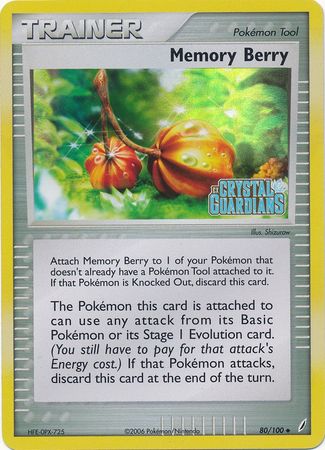 TRAINER
Pokémon Tool
Memory Berry
CRYSTAL
GUARDIANS
Illus. Shizurow
Attach Memory Berry to 1 of your Pokémon that
doesn't already have a Pokémon Tool attached to it.
If that Pokémon is Knocked Out, discard this card.
The Pokémon this card is attached to
can use any attack from its Basic
Pokémon or its Stage 1 Evolution card.
(You still have to pay for that attack's
Energy cost.) If that Pokémon attacks,
discard this card at the end of the turn.
HFE-0PX-725
©2006 Pokémon/Nintendo
80/100